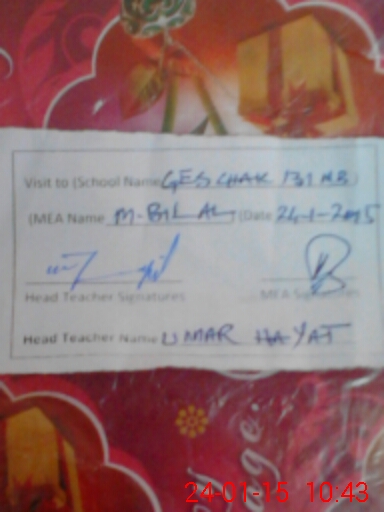 Visit to (School Name GES CHAK 131 NB)
(MEA Name M. BILAL (Date 24-1-2015
Head Teacher Signatures MEA Signatures
Head Teacher Name UMAR HAYAT
age.
24-01-15 10:43